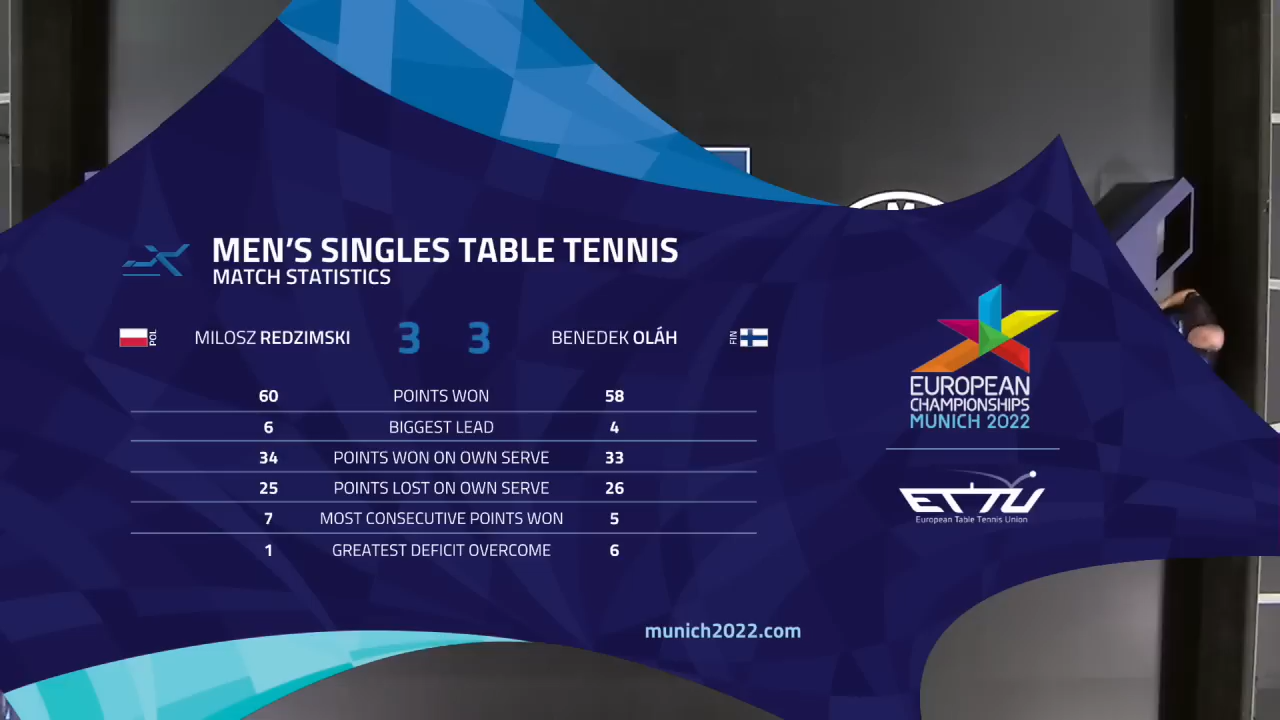 MEN'S SINGLES TABLE TENNIS
MATCH STATISTICS
POL MILOSZ REDZIMSKI 3 3 BENEDEK OLÁH FIN
60 POINTS WON 58
6 BIGGEST LEAD 4
34 POINTS WON ON OWN SERVE 33
25 POINTS LOST ON OWN SERVE 26
7 MOST CONSECUTIVE POINTS WON 5
1 GREATEST DEFICIT OVERCOME 6
EUROPEAN
CHAMPIONSHIPS
MUNICH 2022
ETTU
European Table Tennis Union
munich2022.com